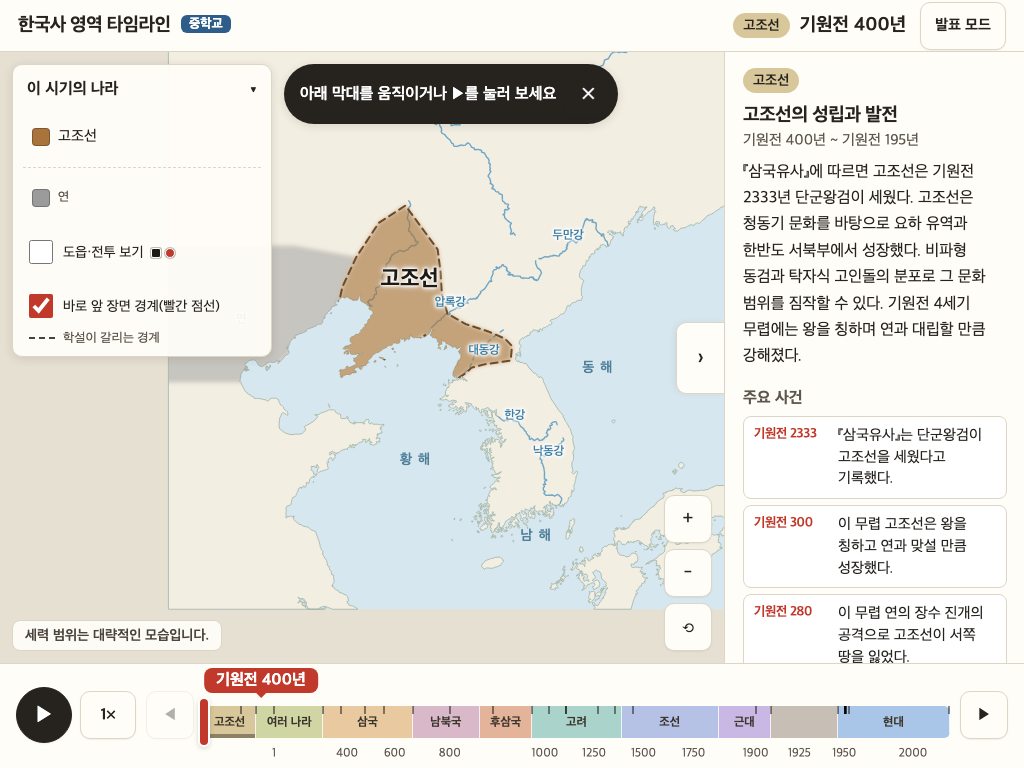 한국사 영역 타임라인
중학교
고조선
기원전 400년
발표 모드
이 시기의 나라
▾
고조선
연
도읍·전투 보기
바로 앞 장면 경계(빨간 점선)
학설이 갈리는 경계
아래 막대를 움직이거나 ▶를 눌러 보세요
✕
두만강
고조선
압록강
대동강
동 해
한강
낙동강
황 해
남 해
›
+
−
⟲
세력 범위는 대략적인 모습입니다.
고조선
고조선의 성립과 발전
기원전 400년 ~ 기원전 195년
『삼국유사』에 따르면 고조선은 기원전
2333년 단군왕검이 세웠다. 고조선은
청동기 문화를 바탕으로 요하 유역과
한반도 서북부에서 성장했다. 비파형
동검과 탁자식 고인돌의 분포로 그 문화
범위를 짐작할 수 있다. 기원전 4세기
무렵에는 왕을 칭하며 연과 대립할 만큼
강해졌다.
주요 사건
기원전 2333
『삼국유사』는 단군왕검이
고조선을 세웠다고
기록했다.
기원전 300
이 무렵 고조선은 왕을
칭하고 연과 맞설 만큼
성장했다.
기원전 280
이 무렵 연의 장수 진개의
공격으로 고조선이 서쪽
땅을 잃었다.
기원전 400년
▶
1×
◀
고조선
여러 나라
삼국
남북국
후삼국
고려
조선
근대
현대
▶
1
400
600
800
1000
1250
1500
1750
1900
1925
1950
2000